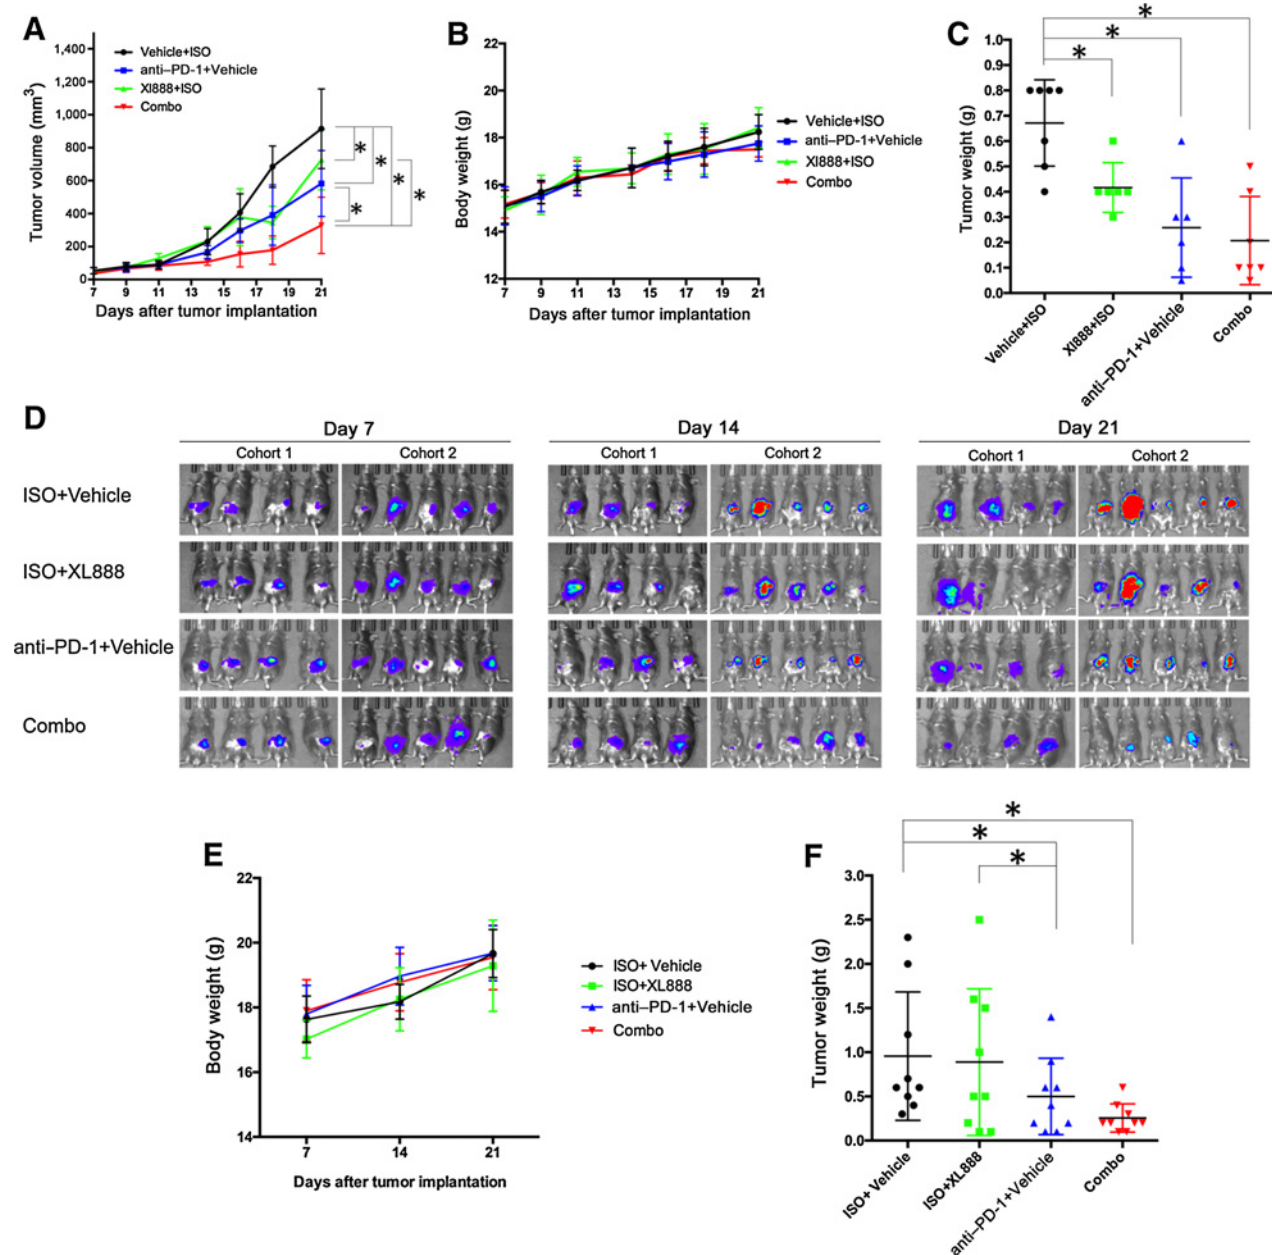 A
Tumor volume (mm3)
1,400
1,200
1,000
800
600
400
200
0
7 9 11 13 15 17 19 21
Days after tumor implantation
Vehicle+ISO
anti–PD-1+Vehicle
XI888+ISO
Combo
*
*
*
*
*
B
Body weight (g)
22
20
18
16
14
12
7 9 11 13 15 17 19 21
Days after tumor implantation
Vehicle+ISO
anti–PD-1+Vehicle
XI888+ISO
Combo
C
*
*
*
Tumor weight (g)
1.0
0.9
0.8
0.7
0.6
0.5
0.4
0.3
0.2
0.1
0.0
Vehicle+ISO
XI888+ISO
anti–PD-1+Vehicle
Combo
D
Day 7 Day 14 Day 21
Cohort 1 Cohort 2 Cohort 1 Cohort 2 Cohort 1 Cohort 2
ISO+Vehicle
ISO+XL888
anti–PD-1+Vehicle
Combo
E
Body weight (g)
22
20
18
16
14
7 14 21
Days after tumor implantation
ISO+ Vehicle
ISO+XL888
anti–PD-1+Vehicle
Combo
F
*
*
*
Tumor weight (g)
3.0
2.5
2.0
1.5
1.0
0.5
0.0
ISO+ Vehicle
ISO+XL888
anti–PD-1+Vehicle
Combo